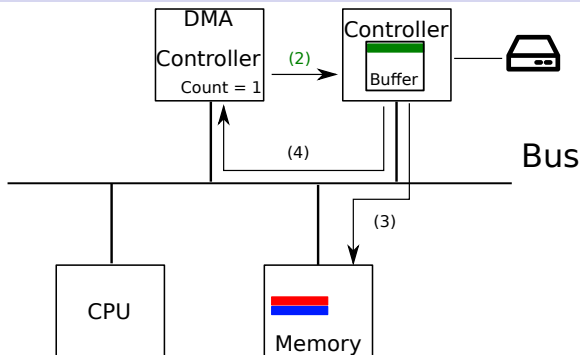 DMA
Controller
Count = 1
(2)
Controller
Buffer
(4)
Bus
(3)
CPU
Memory